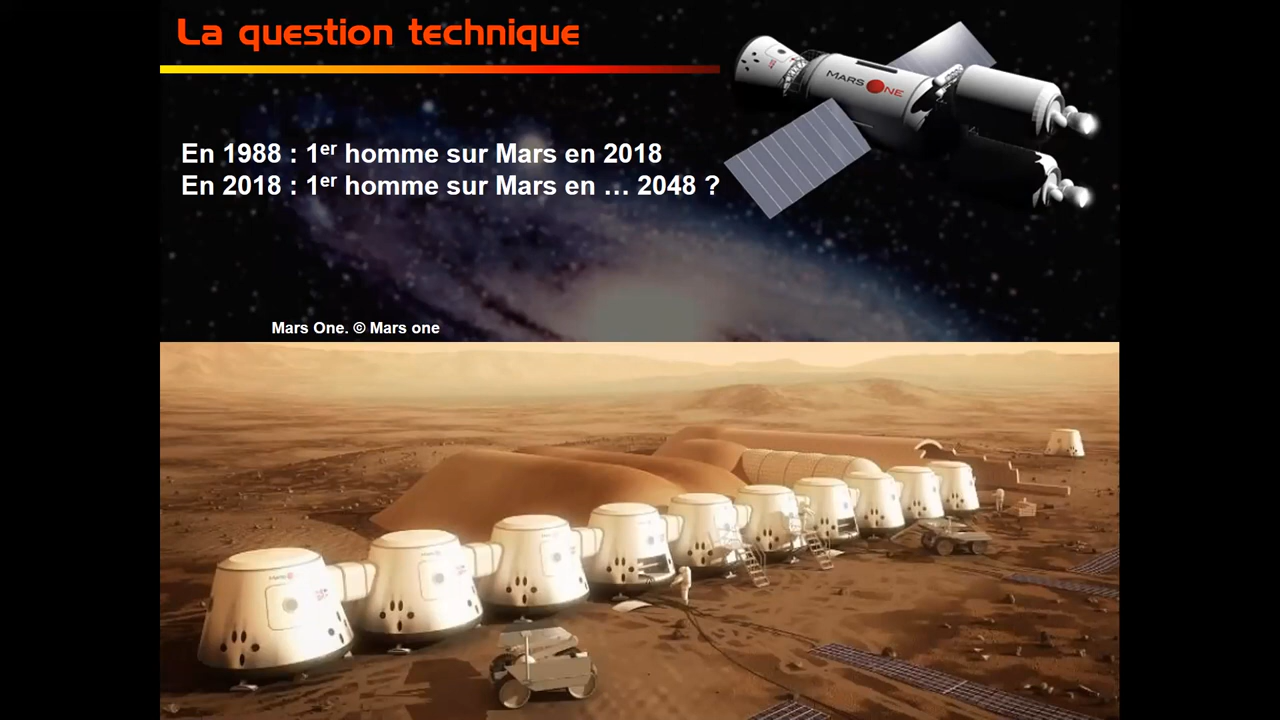 La question technique
MARS ONE
En 1988 : 1er homme sur Mars en 2018
En 2018 : 1er homme sur Mars en … 2048 ?
Mars One. © Mars one